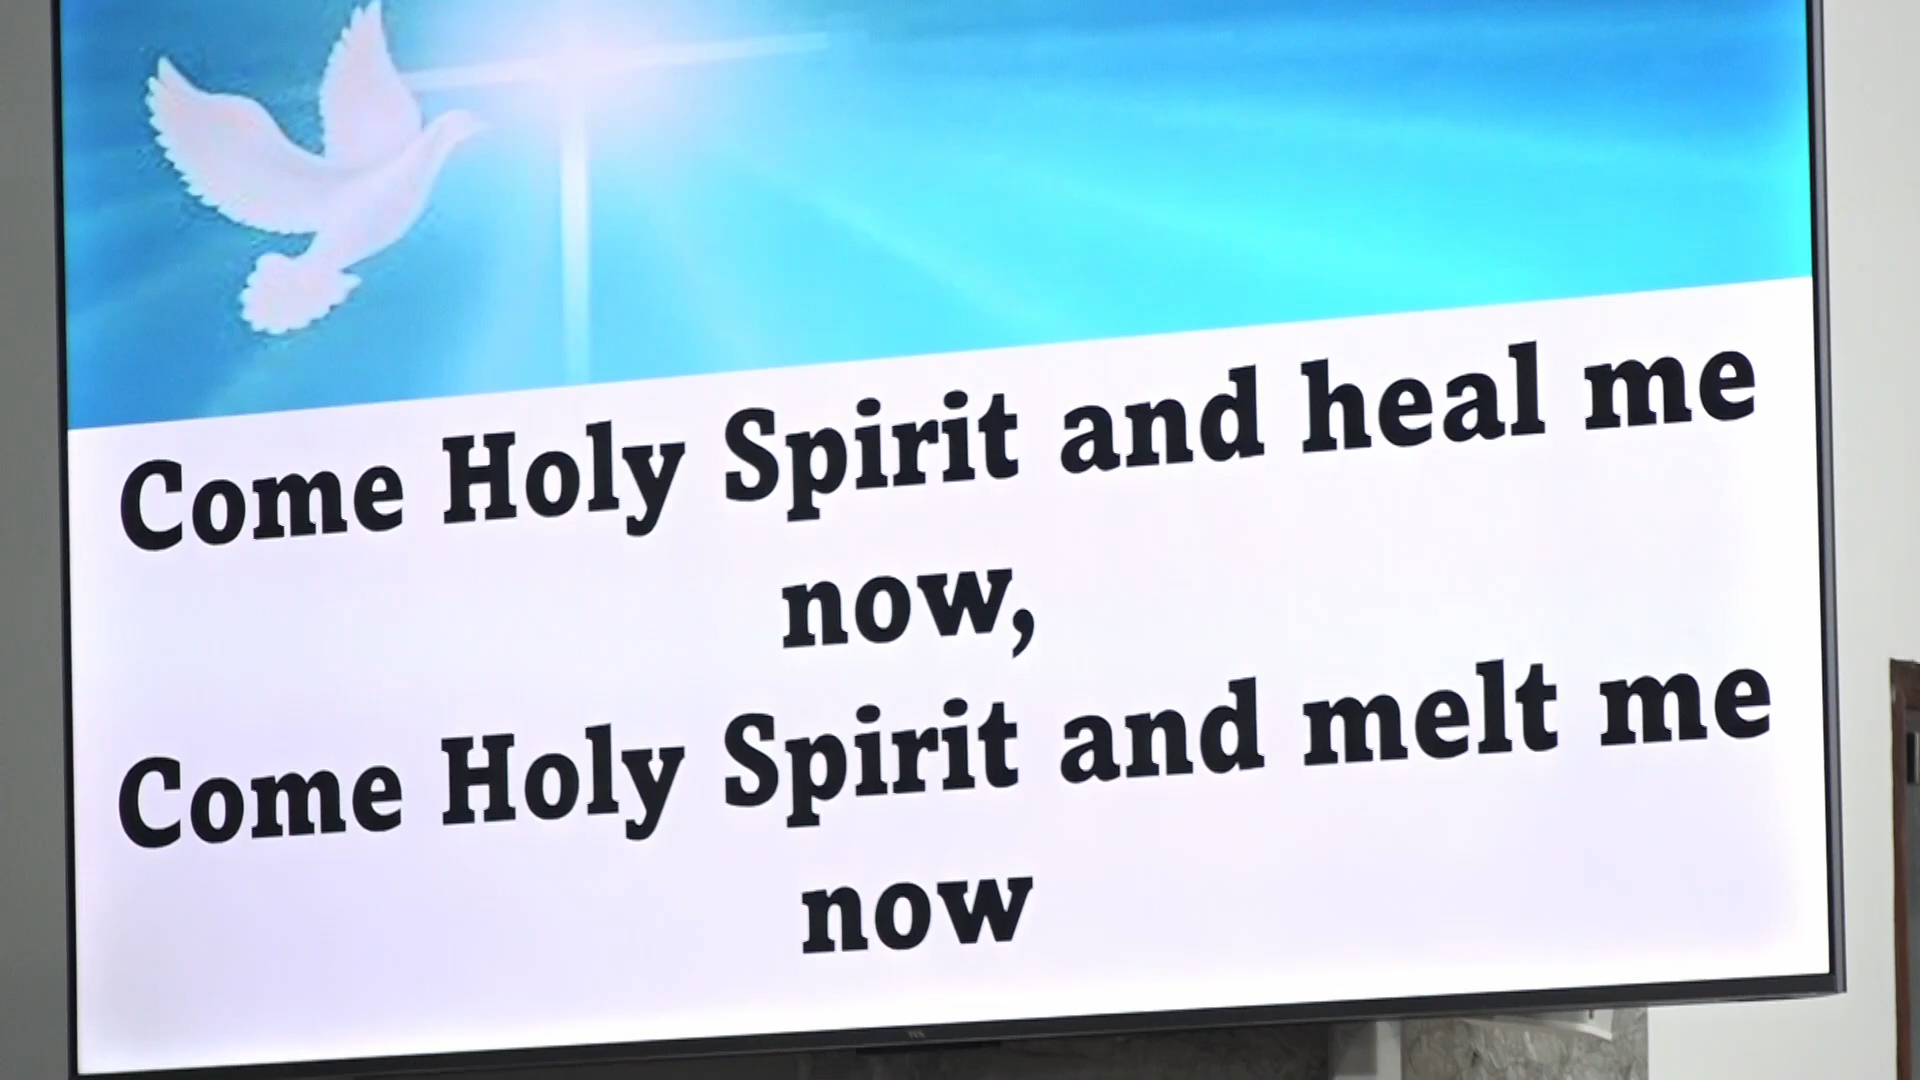 Come Holy Spirit and heal me
now,
Come Holy Spirit and melt me
now